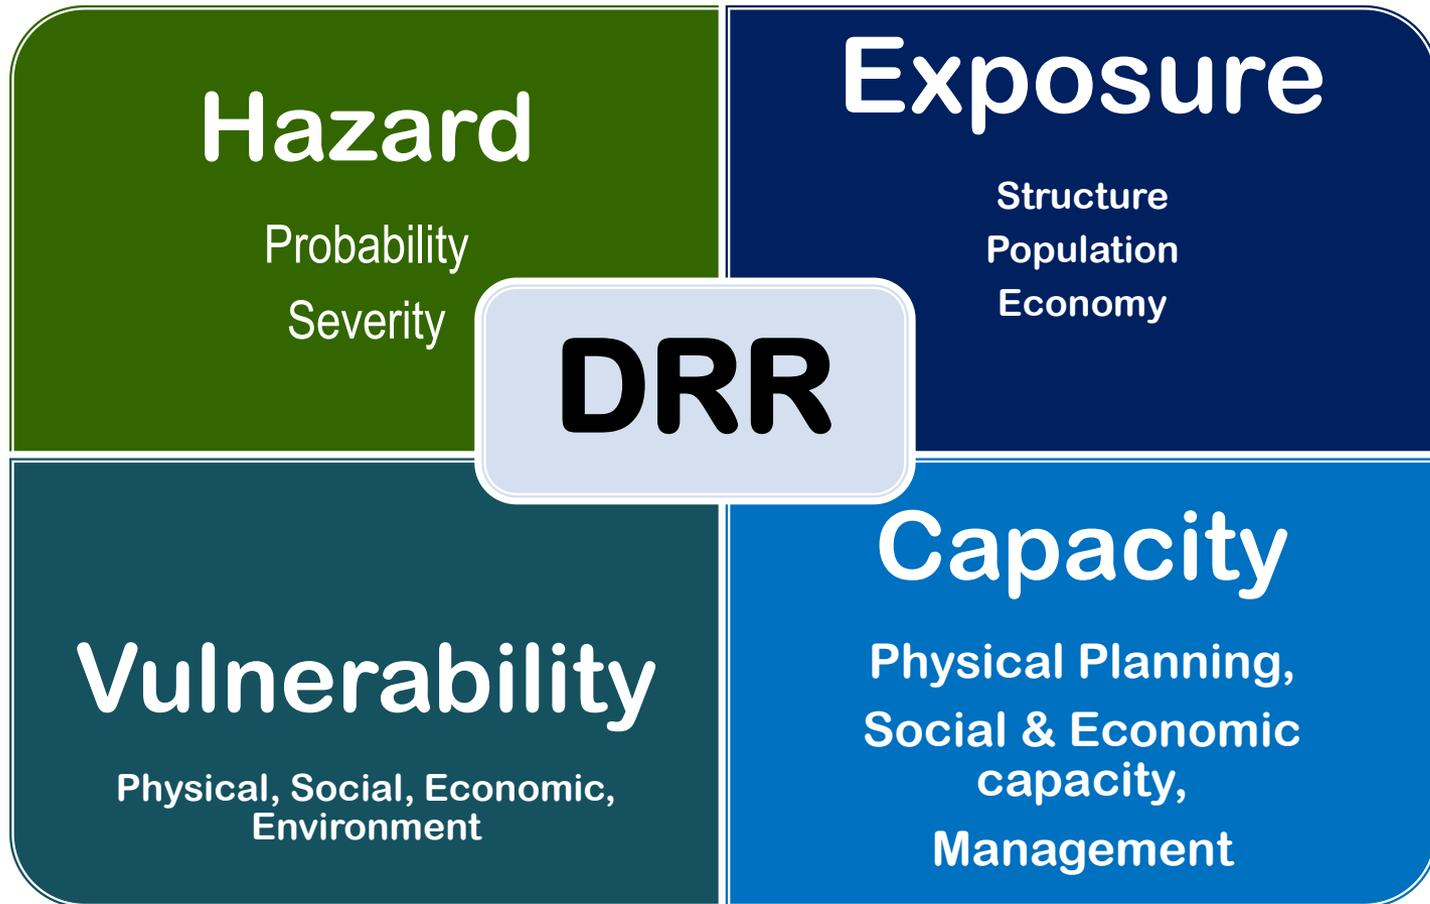 Hazard
Probability
Severity
Exposure
Structure
Population
Economy
DRR
Vulnerability
Physical, Social, Economic,
Environment
Capacity
Physical Planning,
Social & Economic
capacity,
Management